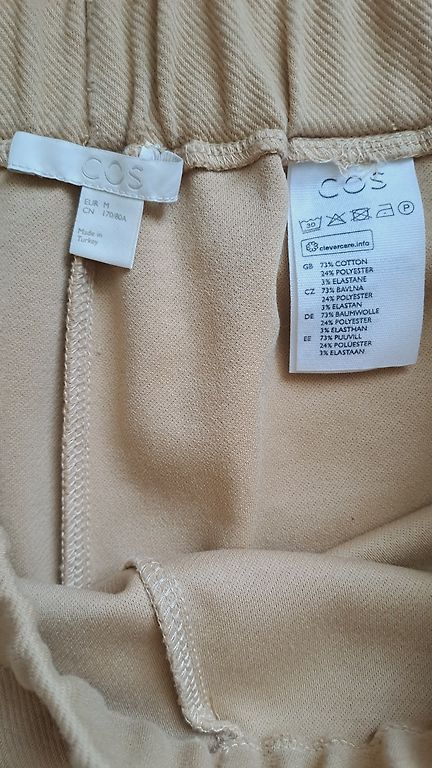 COS
EUR M
CN 170/80A
Made in
Turkey
COS
30 P
clevercare.info
GB 73% COTTON
24% POLYESTER
3% ELASTANE
CZ 73% BAVLNA
24% POLYESTER
3% ELASTAN
DE 73% BAUMWOLLE
24% POLYESTER
3% ELASTHAN
EE 73% PUUVILL
24% POLÜESTER
3% ELASTAAN